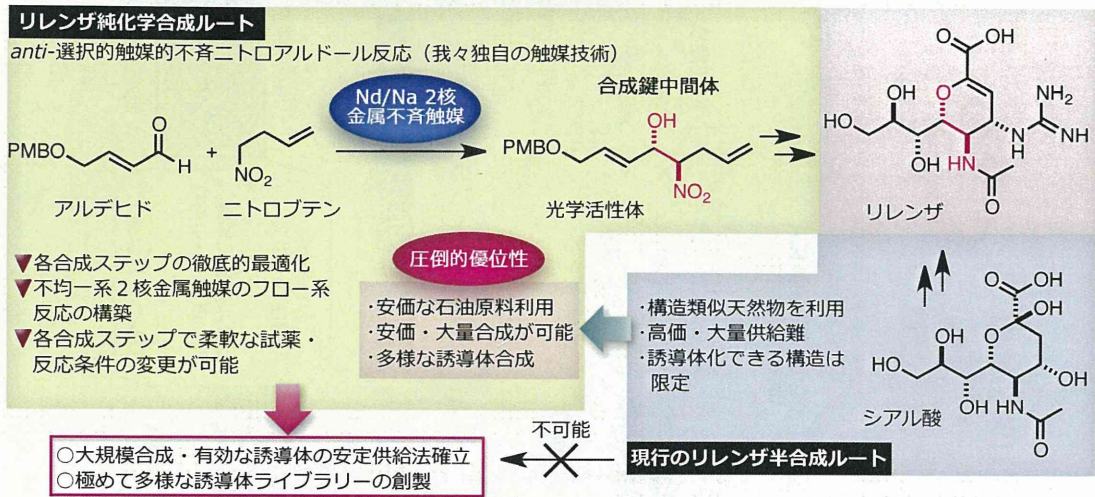 リレンザ純化学合成ルート
anti-選択的触媒的不斉ニトロアルドール反応（我々独自の触媒技術）
Nd/Na 2核
金属不斉触媒
合成鍵中間体
PMBO
O
H
+
NO₂
アルデヒド
ニトロブテン
OH
PMBO
NO₂
光学活性体
O
OH
O
HO
OH
OH
HN
O
N
H
NH₂
NH
リレンザ
▼各合成ステップの徹底的最適化
▼不均一系２核金属触媒のフロー系
反応の構築
▼各合成ステップで柔軟な試薬・
反応条件の変更が可能
圧倒的優位性
・安価な石油原料利用
・安価・大量合成が可能
・多様な誘導体合成
・構造類似天然物を利用
・高価・大量供給難
・誘導体化できる構造は
限定
O
OH
OH
O
HO
OH
OH
OH
HN
O
シアル酸
○大規模合成・有効な誘導体の安定供給法確立
○極めて多様な誘導体ライブラリーの創製
不可能
現行のリレンザ半合成ルート